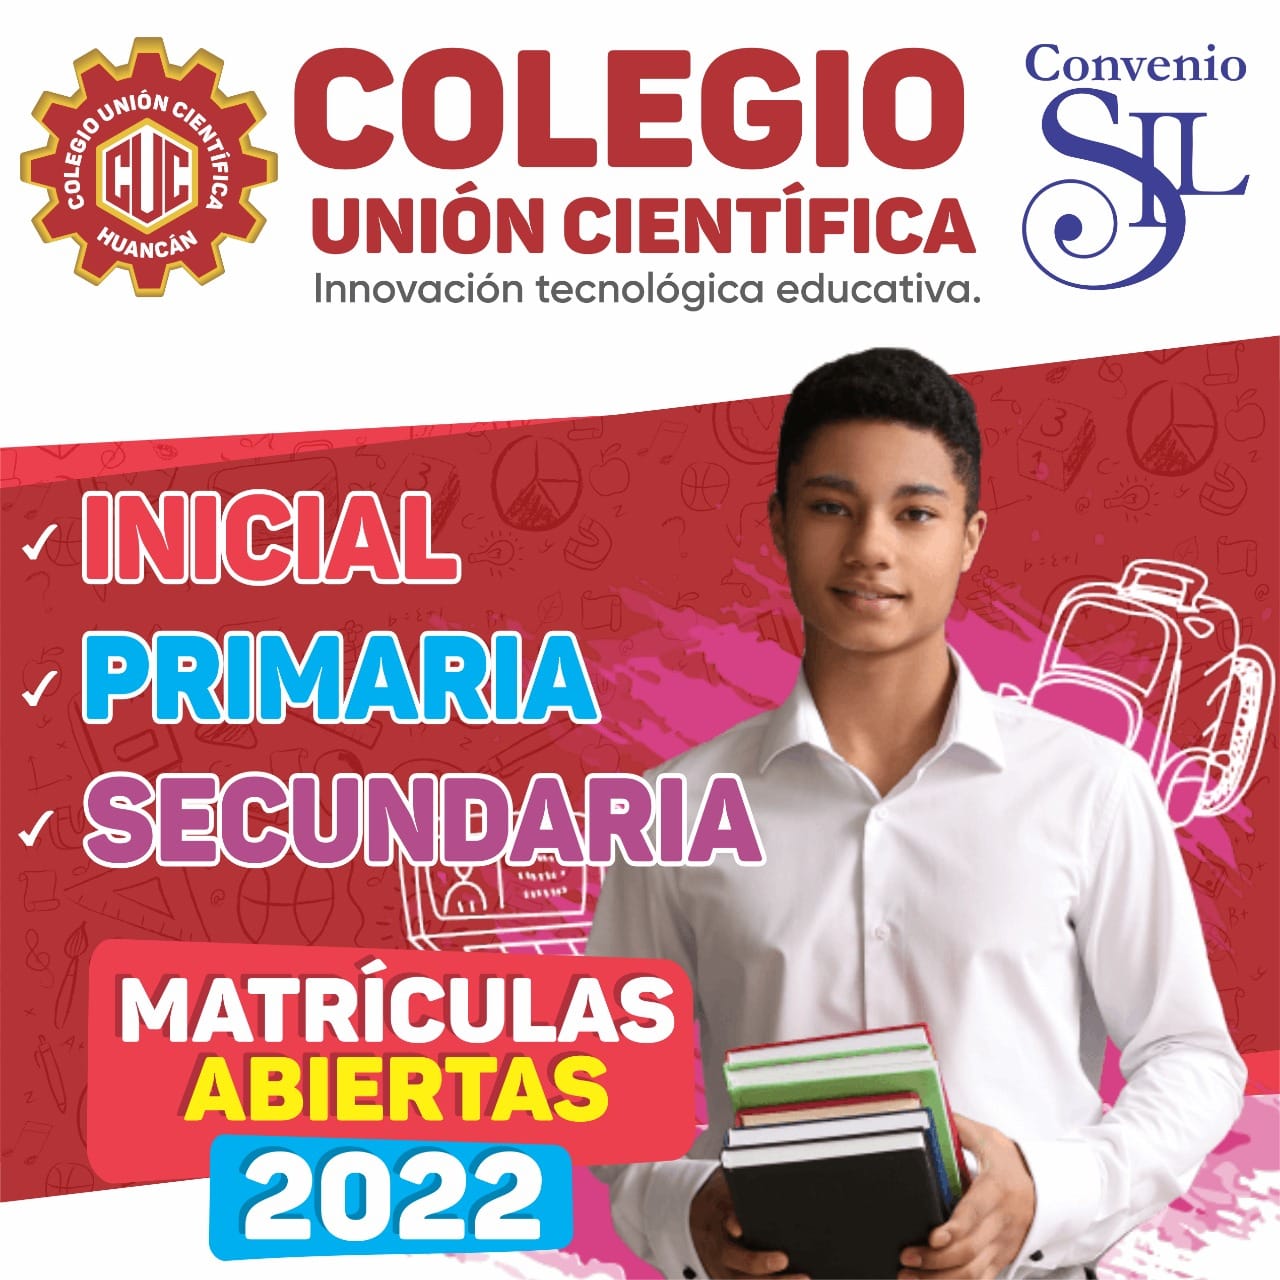 COLEGIO UNIÓN CIENTÍFICA
CUC
HUANCÁN
COLEGIO
UNIÓN CIENTÍFICA
Innovación tecnológica educativa.
Convenio
SIL
INICIAL
PRIMARIA
SECUNDARIA
MATRÍCULAS
ABIERTAS
2022